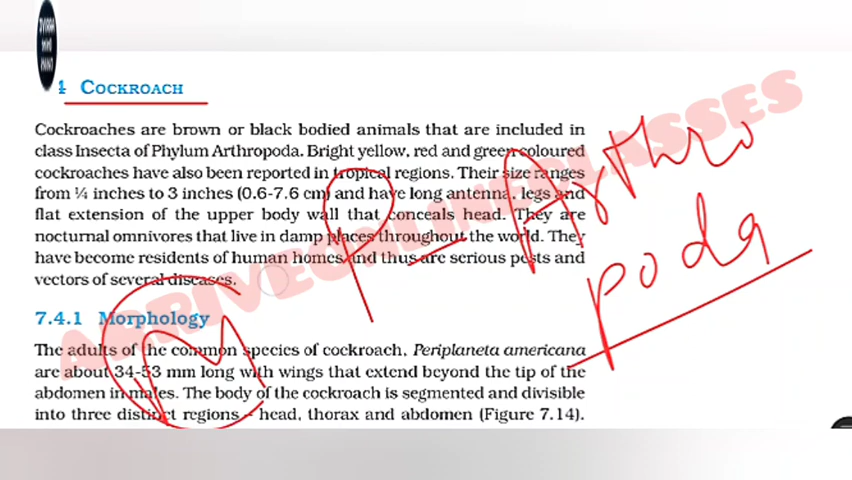 4 COCKROACH
Cockroaches are brown or black bodied animals that are included in
class Insecta of Phylum Arthropoda. Bright yellow, red and green coloured
cockroaches have also been reported in tropical regions. Their size ranges
from ¼ inches to 3 inches (0.6-7.6 cm) and have long antenna, legs and
flat extension of the upper body wall that conceals head. They are
nocturnal omnivores that live in damp places throughout the world. They
have become residents of human homes and thus are serious pests and
vectors of several diseases.
7.4.1 Morphology
The adults of the common species of cockroach, Periplaneta americana
are about 34-53 mm long with wings that extend beyond the tip of the
abdomen in males. The body of the cockroach is segmented and divisible
into three distinct regions – head, thorax and abdomen (Figure 7.14).
P - Arthro
poda